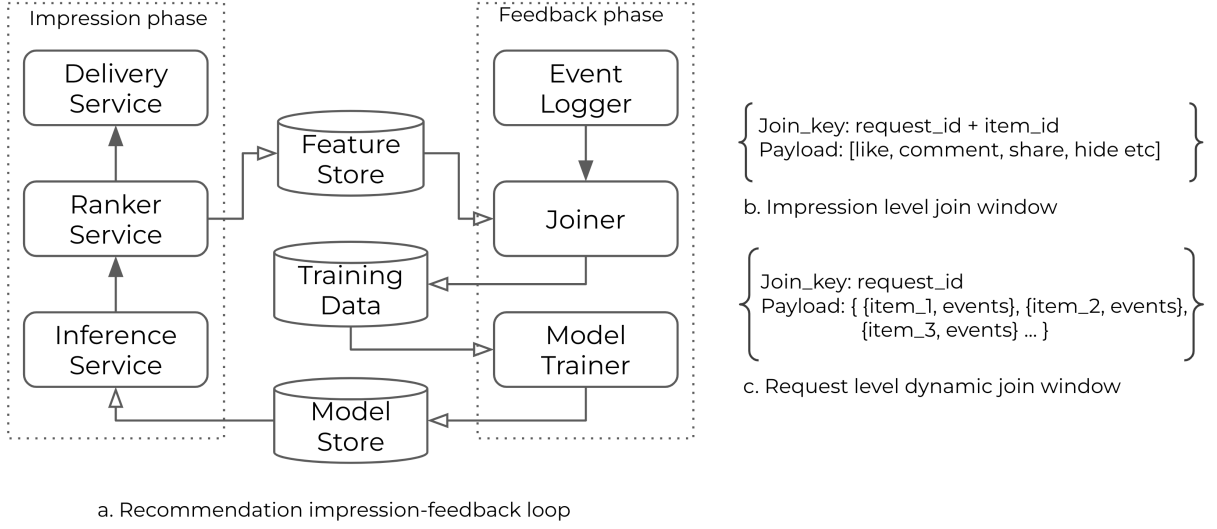 Impression phase
Delivery
Service
Ranker
Service
Inference
Service
Feature
Store
Training
Data
Model
Store
Feedback phase
Event
Logger
Joiner
Model
Trainer
a. Recommendation impression-feedback loop
Join_key: request_id + item_id
Payload: [like, comment, share, hide etc]
b. Impression level join window
Join_key: request_id
Payload: { {item_1, events}, {item_2, events},
{item_3, events} ... }
c. Request level dynamic join window